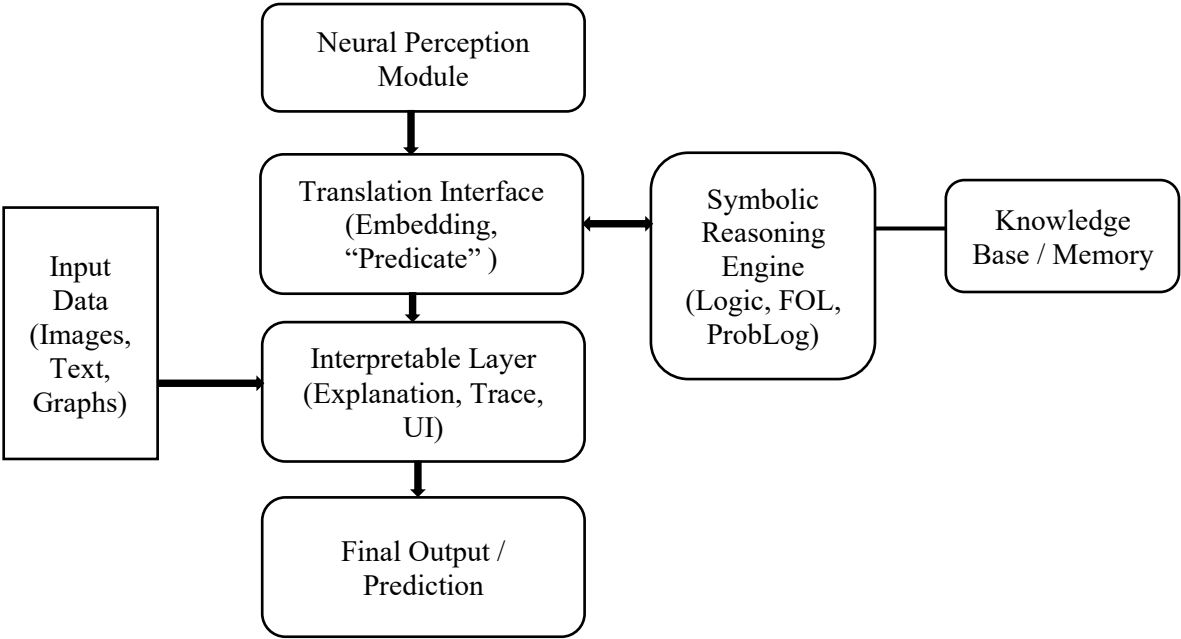 Neural Perception
Module
Translation Interface
(Embedding,
“Predicate” )
Symbolic
Reasoning
Engine
(Logic, FOL,
ProbLog)
Knowledge
Base / Memory
Input
Data
(Images,
Text,
Graphs)
Interpretable Layer
(Explanation, Trace,
UI)
Final Output /
Prediction